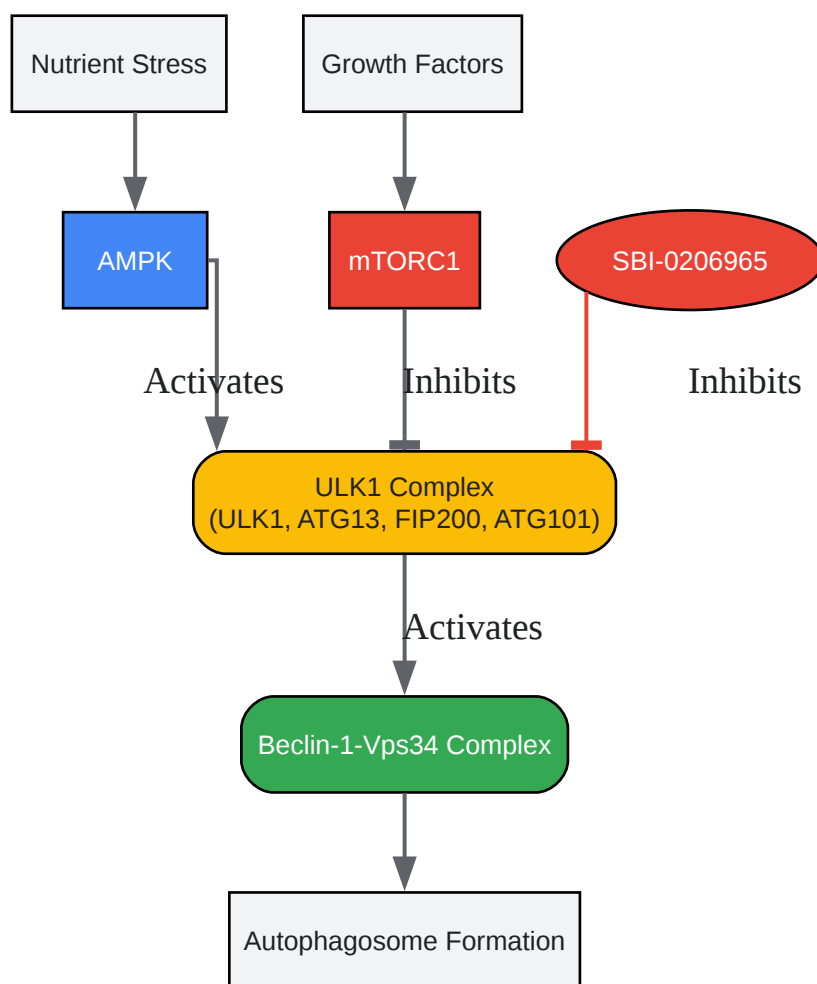 Nutrient Stress
Growth Factors
AMPK
mTORC1
SBI-0206965
Activates
Inhibits
Inhibits
ULK1 Complex
(ULK1, ATG13, FIP200, ATG101)
Activates
Beclin-1-Vps34 Complex
Autophagosome Formation